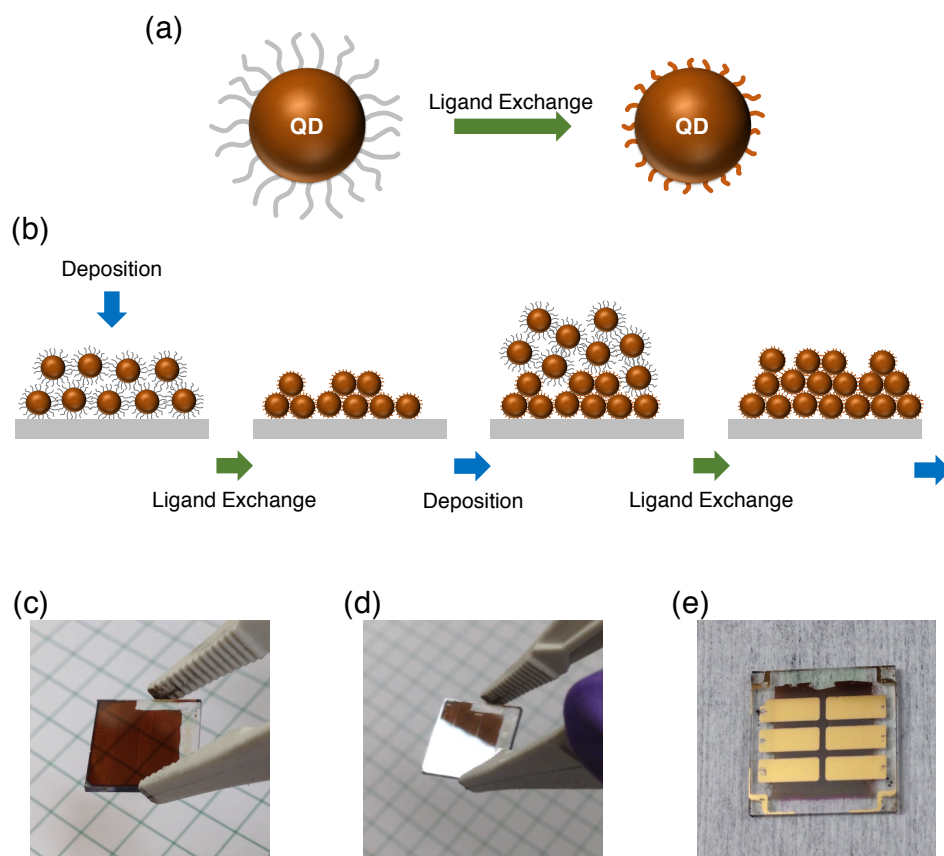 (a)
QD
Ligand Exchange
QD
(b)
Deposition
Ligand Exchange
Deposition
Ligand Exchange
(c)
(d)
(e)